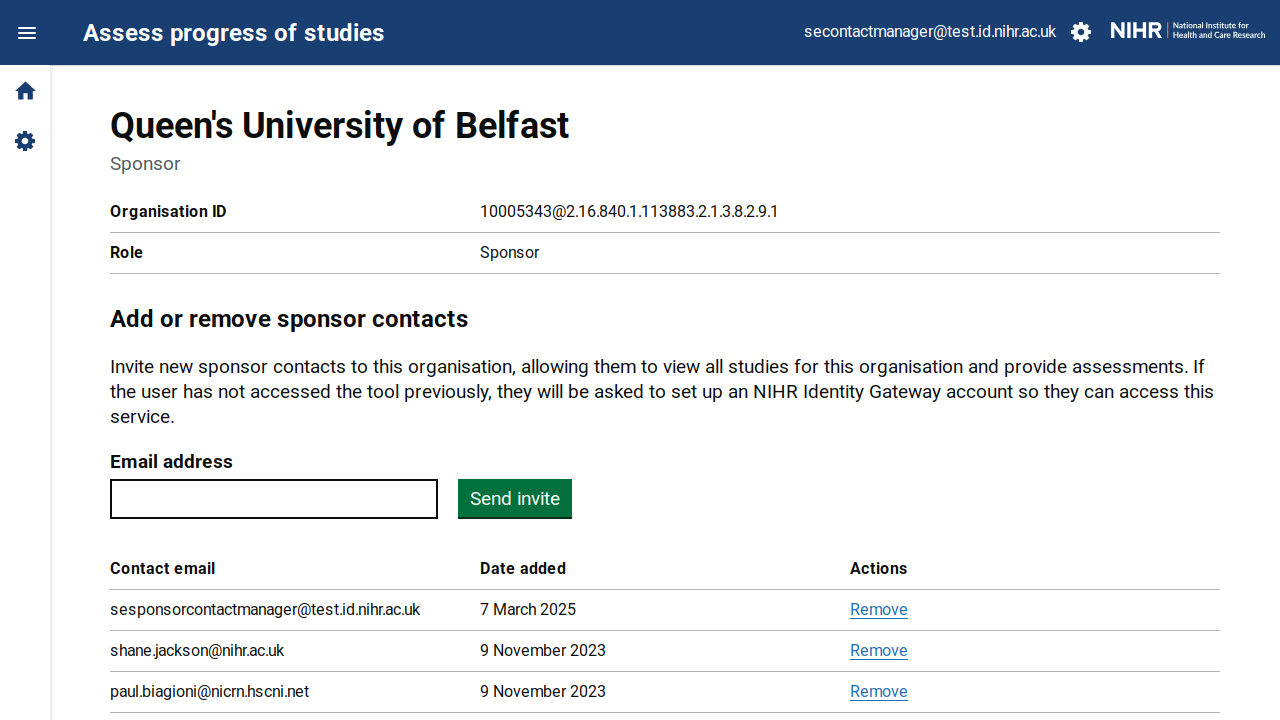 Assess progress of studies
secontactmanager@test.id.nihr.ac.uk
NIHR National Institute for
Health and Care Research
Queen's University of Belfast
Sponsor
Organisation ID 10005343@2.16.840.1.113883.2.1.3.8.2.9.1
Role Sponsor
Add or remove sponsor contacts
Invite new sponsor contacts to this organisation, allowing them to view all studies for this organisation and provide assessments. If
the user has not accessed the tool previously, they will be asked to set up an NIHR Identity Gateway account so they can access this
service.
Email address
Send invite
Contact email Date added Actions
sesponsorcontactmanager@test.id.nihr.ac.uk 7 March 2025 Remove
shane.jackson@nihr.ac.uk 9 November 2023 Remove
paul.biagioni@nicrn.hscni.net 9 November 2023 Remove